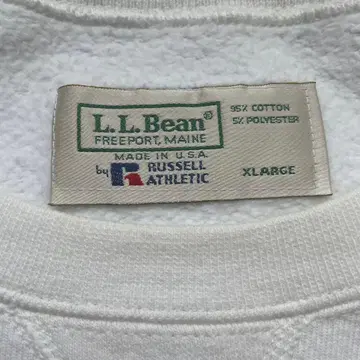 L.L.Bean®
FREEPORT, MAINE
MADE IN U.S.A.
by R RUSSELL
ATHLETIC
95% COTTON
5% POLYESTER
XLARGE